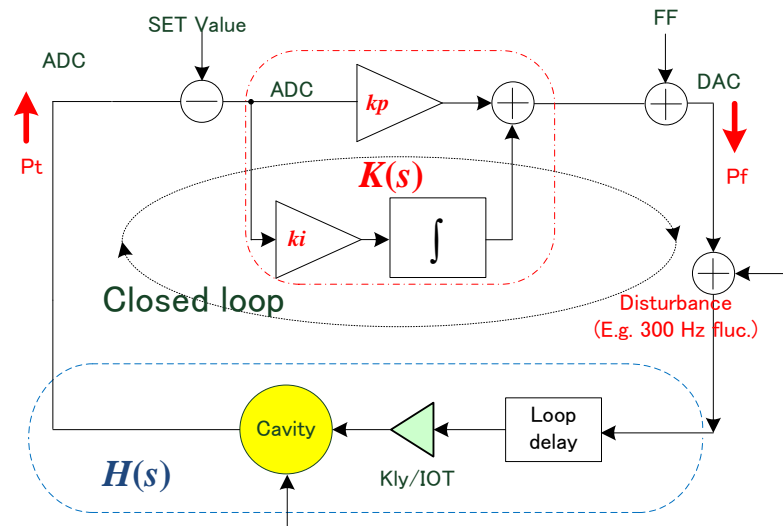 SET Value
FF
ADC
ADC
DAC
kp
Pt
K(s)
Pf
ki
∫
Closed loop
Disturbance
(E.g. 300 Hz fluc.)
Cavity
Loop
delay
Kly/IOT
H(s)